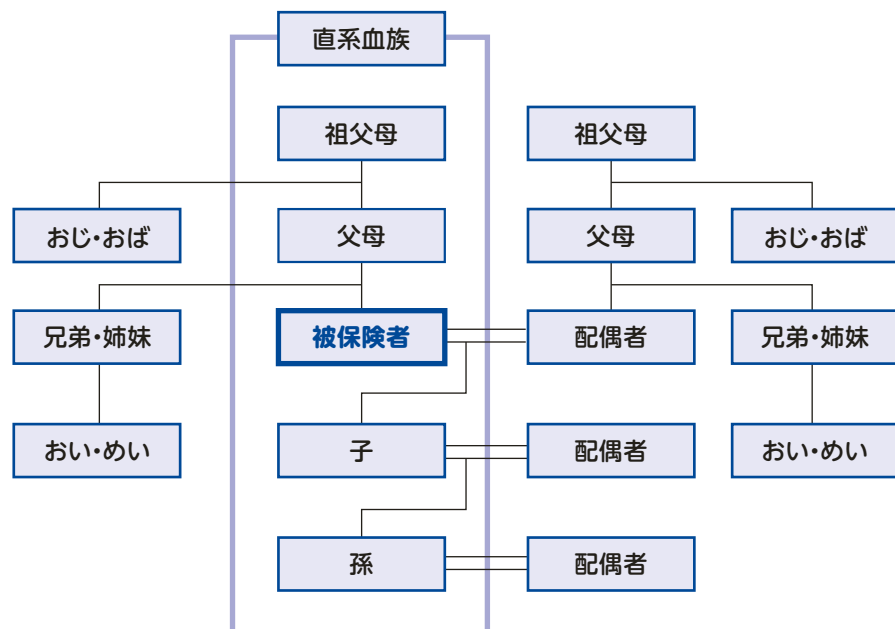 直系血族
祖父母
祖父母
おじ・おば
父母
父母
おじ・おば
兄弟・姉妹
被保険者
配偶者
兄弟・姉妹
おい・めい
子
配偶者
おい・めい
孫
配偶者